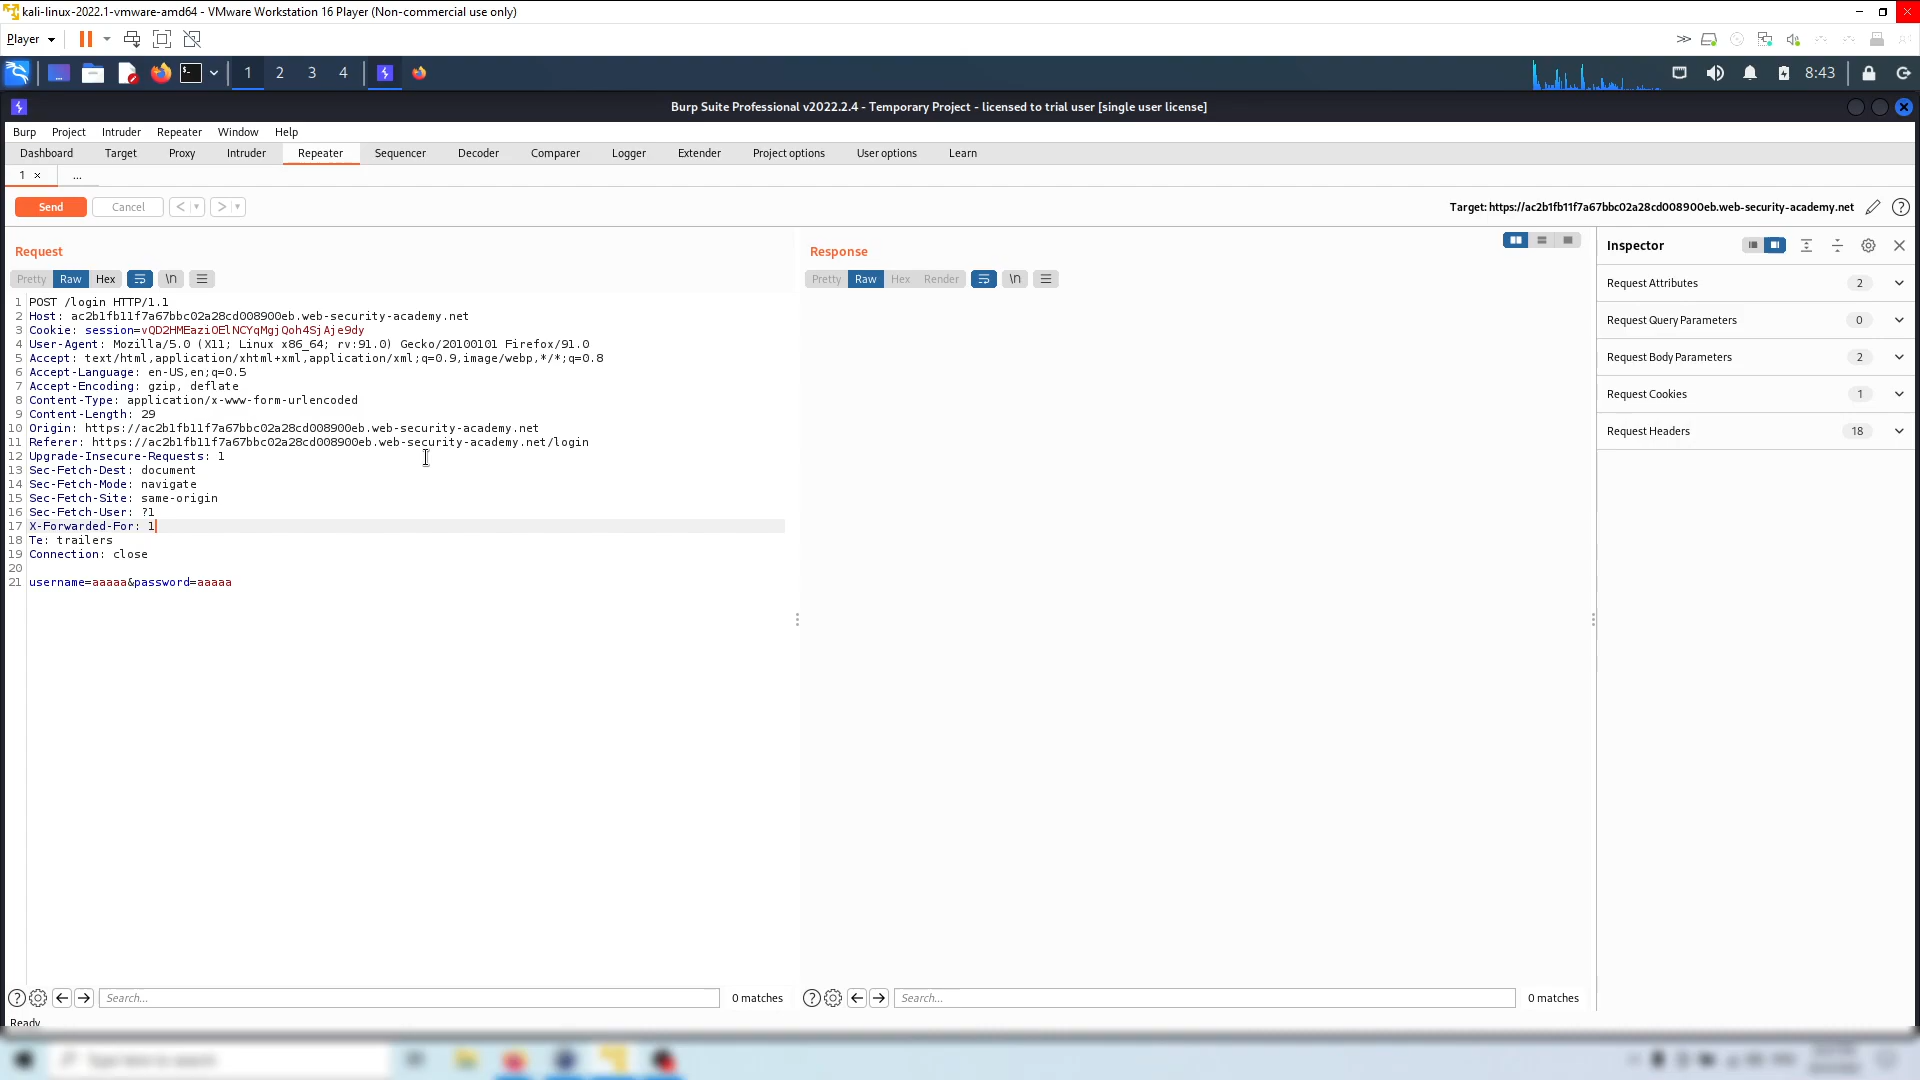 kali-linux-2022.1-vmware-amd64 - VMware Workstation 16 Player (Non-commercial use only)
Player
1 2 3 4
8:43
Burp Suite Professional v2022.2.4 - Temporary Project - licensed to trial user [single user license]
Burp Project Intruder Repeater Window Help
Dashboard Target Proxy Intruder Repeater Sequencer Decoder Comparer Logger Extender Project options User options Learn
1 × ...
Send Cancel < >
Target: https://ac2b1fb11f7a67bbc02a28cd008900eb.web-security-academy.net
Request
Pretty Raw Hex \n
1 POST /login HTTP/1.1
2 Host: ac2b1fb11f7a67bbc02a28cd008900eb.web-security-academy.net
3 Cookie: session=vQD2HMEaziOElNCYqMgjQoh4SjAje9dy
4 User-Agent: Mozilla/5.0 (X11; Linux x86_64; rv:91.0) Gecko/20100101 Firefox/91.0
5 Accept: text/html,application/xhtml+xml,application/xml;q=0.9,image/webp,*/*;q=0.8
6 Accept-Language: en-US,en;q=0.5
7 Accept-Encoding: gzip, deflate
8 Content-Type: application/x-www-form-urlencoded
9 Content-Length: 29
10 Origin: https://ac2b1fb11f7a67bbc02a28cd008900eb.web-security-academy.net
11 Referer: https://ac2b1fb11f7a67bbc02a28cd008900eb.web-security-academy.net/login
12 Upgrade-Insecure-Requests: 1
13 Sec-Fetch-Dest: document
14 Sec-Fetch-Mode: navigate
15 Sec-Fetch-Site: same-origin
16 Sec-Fetch-User: ?1
17 X-Forwarded-For: 1
18 Te: trailers
19 Connection: close
20
21 username=aaaaa&password=aaaaa
Search...
0 matches
Response
Pretty Raw Hex Render \n
Search...
0 matches
Inspector
Request Attributes 2
Request Query Parameters 0
Request Body Parameters 2
Request Cookies 1
Request Headers 18
Ready
Type here to search